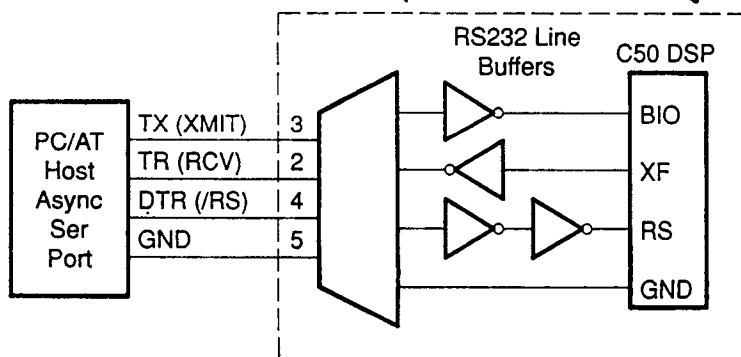 RS232 Line
Buffers
C50 DSP
PC/AT
Host
Async
Ser
Port
TX (XMIT)
3
TR (RCV)
2
DTR (/RS)
4
GND
5
BIO
XF
RS
GND